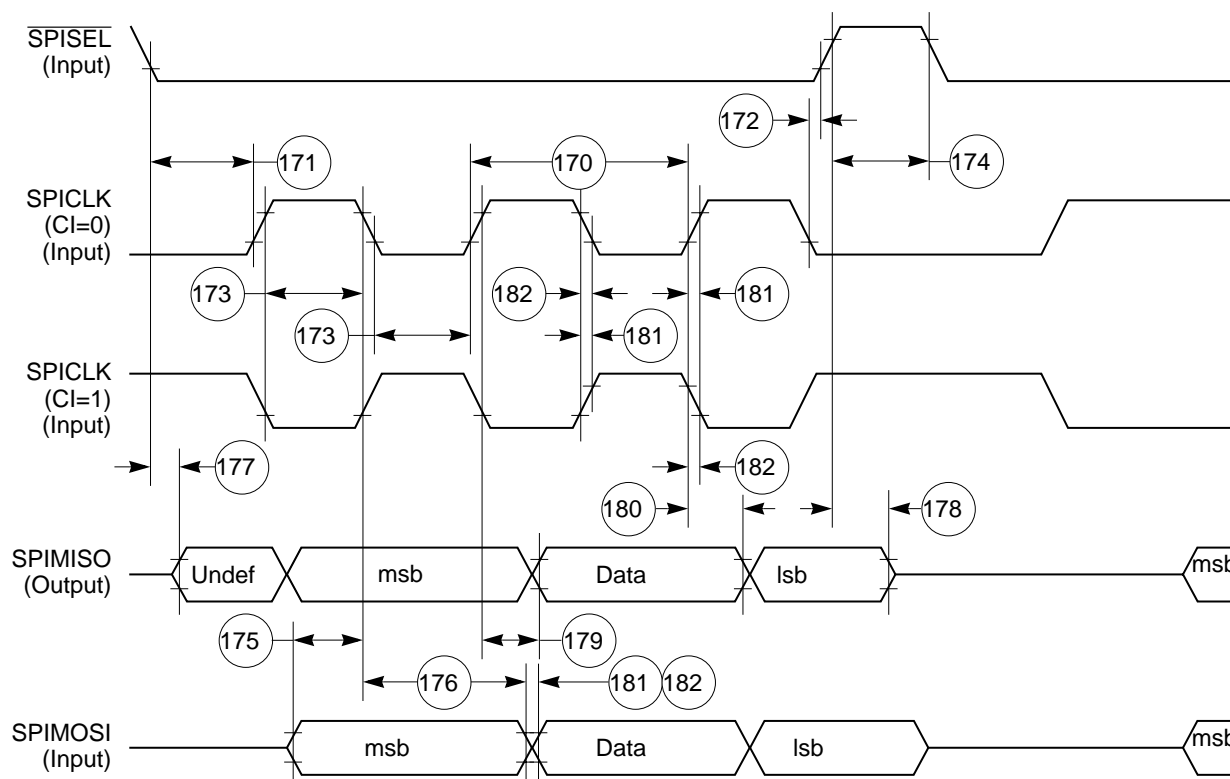 SPISEL
(Input)
172
171
170
174
SPICLK
(CI=0)
(Input)
173
182
181
173
181
SPICLK
(CI=1)
(Input)
177
182
180
178
SPIMISO
(Output)
Undef
msb
Data
lsb
msb
175
179
176
181
182
SPIMOSI
(Input)
msb
Data
lsb
msb